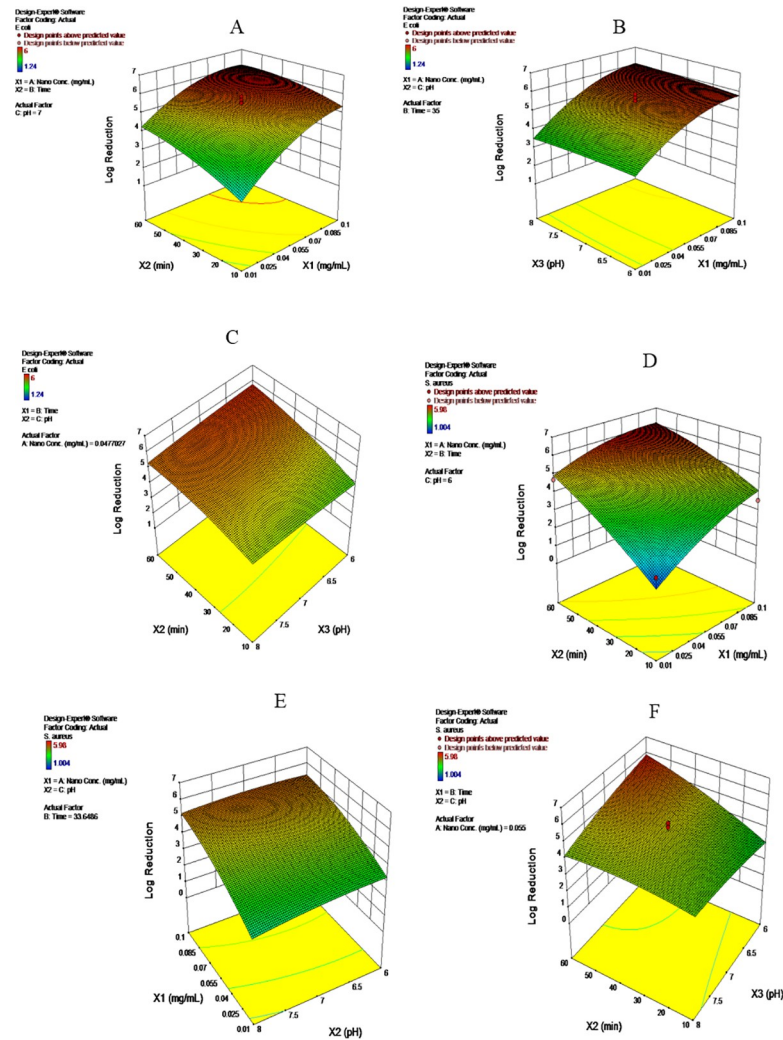 A
Design-Expert® Software
Factor Coding: Actual
E coli
Design points above predicted value
Design points below predicted value
6
1.24
X1 = A: Nano Conc. (mg/mL)
X2 = B: Time
Actual Factor
C: pH = 7
Log Reduction
7
6
5
4
3
2
1
60
50
40
30
20
10
X2 (min)
0.01
0.025
0.04
0.055
0.07
0.085
0.1
X1 (mg/mL)
B
Design-Expert® Software
Factor Coding: Actual
E coli
Design points above predicted value
Design points below predicted value
6
1.24
X1 = A: Nano Conc. (mg/mL)
X2 = C: pH
Actual Factor
B: Time = 35
Log Reduction
7
6
5
4
3
2
1
8
7.5
7
6.5
6
X3 (pH)
0.01
0.025
0.04
0.055
0.07
0.085
0.1
X1 (mg/mL)
C
Design-Expert® Software
Factor Coding: Actual
E coli
6
1.24
X1 = B: Time
X2 = C: pH
Actual Factor
A: Nano Conc. (mg/mL) = 0.0477027
Log Reduction
7
6
5
4
3
2
1
60
50
40
30
20
10
X2 (min)
8
7.5
7
6.5
6
X3 (pH)
D
Design-Expert® Software
Factor Coding: Actual
S. aureus
Design points above predicted value
Design points below predicted value
5.98
1.004
X1 = A: Nano Conc. (mg/mL)
X2 = B: Time
Actual Factor
C: pH = 6
Log Reduction
7
6
5
4
3
2
1
0
60
50
40
30
20
10
X2 (min)
0.01
0.025
0.04
0.055
0.07
0.085
0.1
X1 (mg/mL)
E
Design-Expert® Software
Factor Coding: Actual
S. aureus
5.98
1.004
X1 = A: Nano Conc. (mg/mL)
X2 = C: pH
Actual Factor
B: Time = 33.6486
Log Reduction
7
6
5
4
3
2
1
0
0.1
0.085
0.07
0.055
0.04
0.025
0.01
X1 (mg/mL)
8
7.5
7
6.5
6
X2 (pH)
F
Design-Expert® Software
Factor Coding: Actual
S. aureus
Design points above predicted value
Design points below predicted value
5.98
1.004
X1 = B: Time
X2 = C: pH
Actual Factor
A: Nano Conc. (mg/mL) = 0.055
Log Reduction
7
6
5
4
3
2
1
0
60
50
40
30
20
10
X2 (min)
8
7.5
7
6.5
6
X3 (pH)